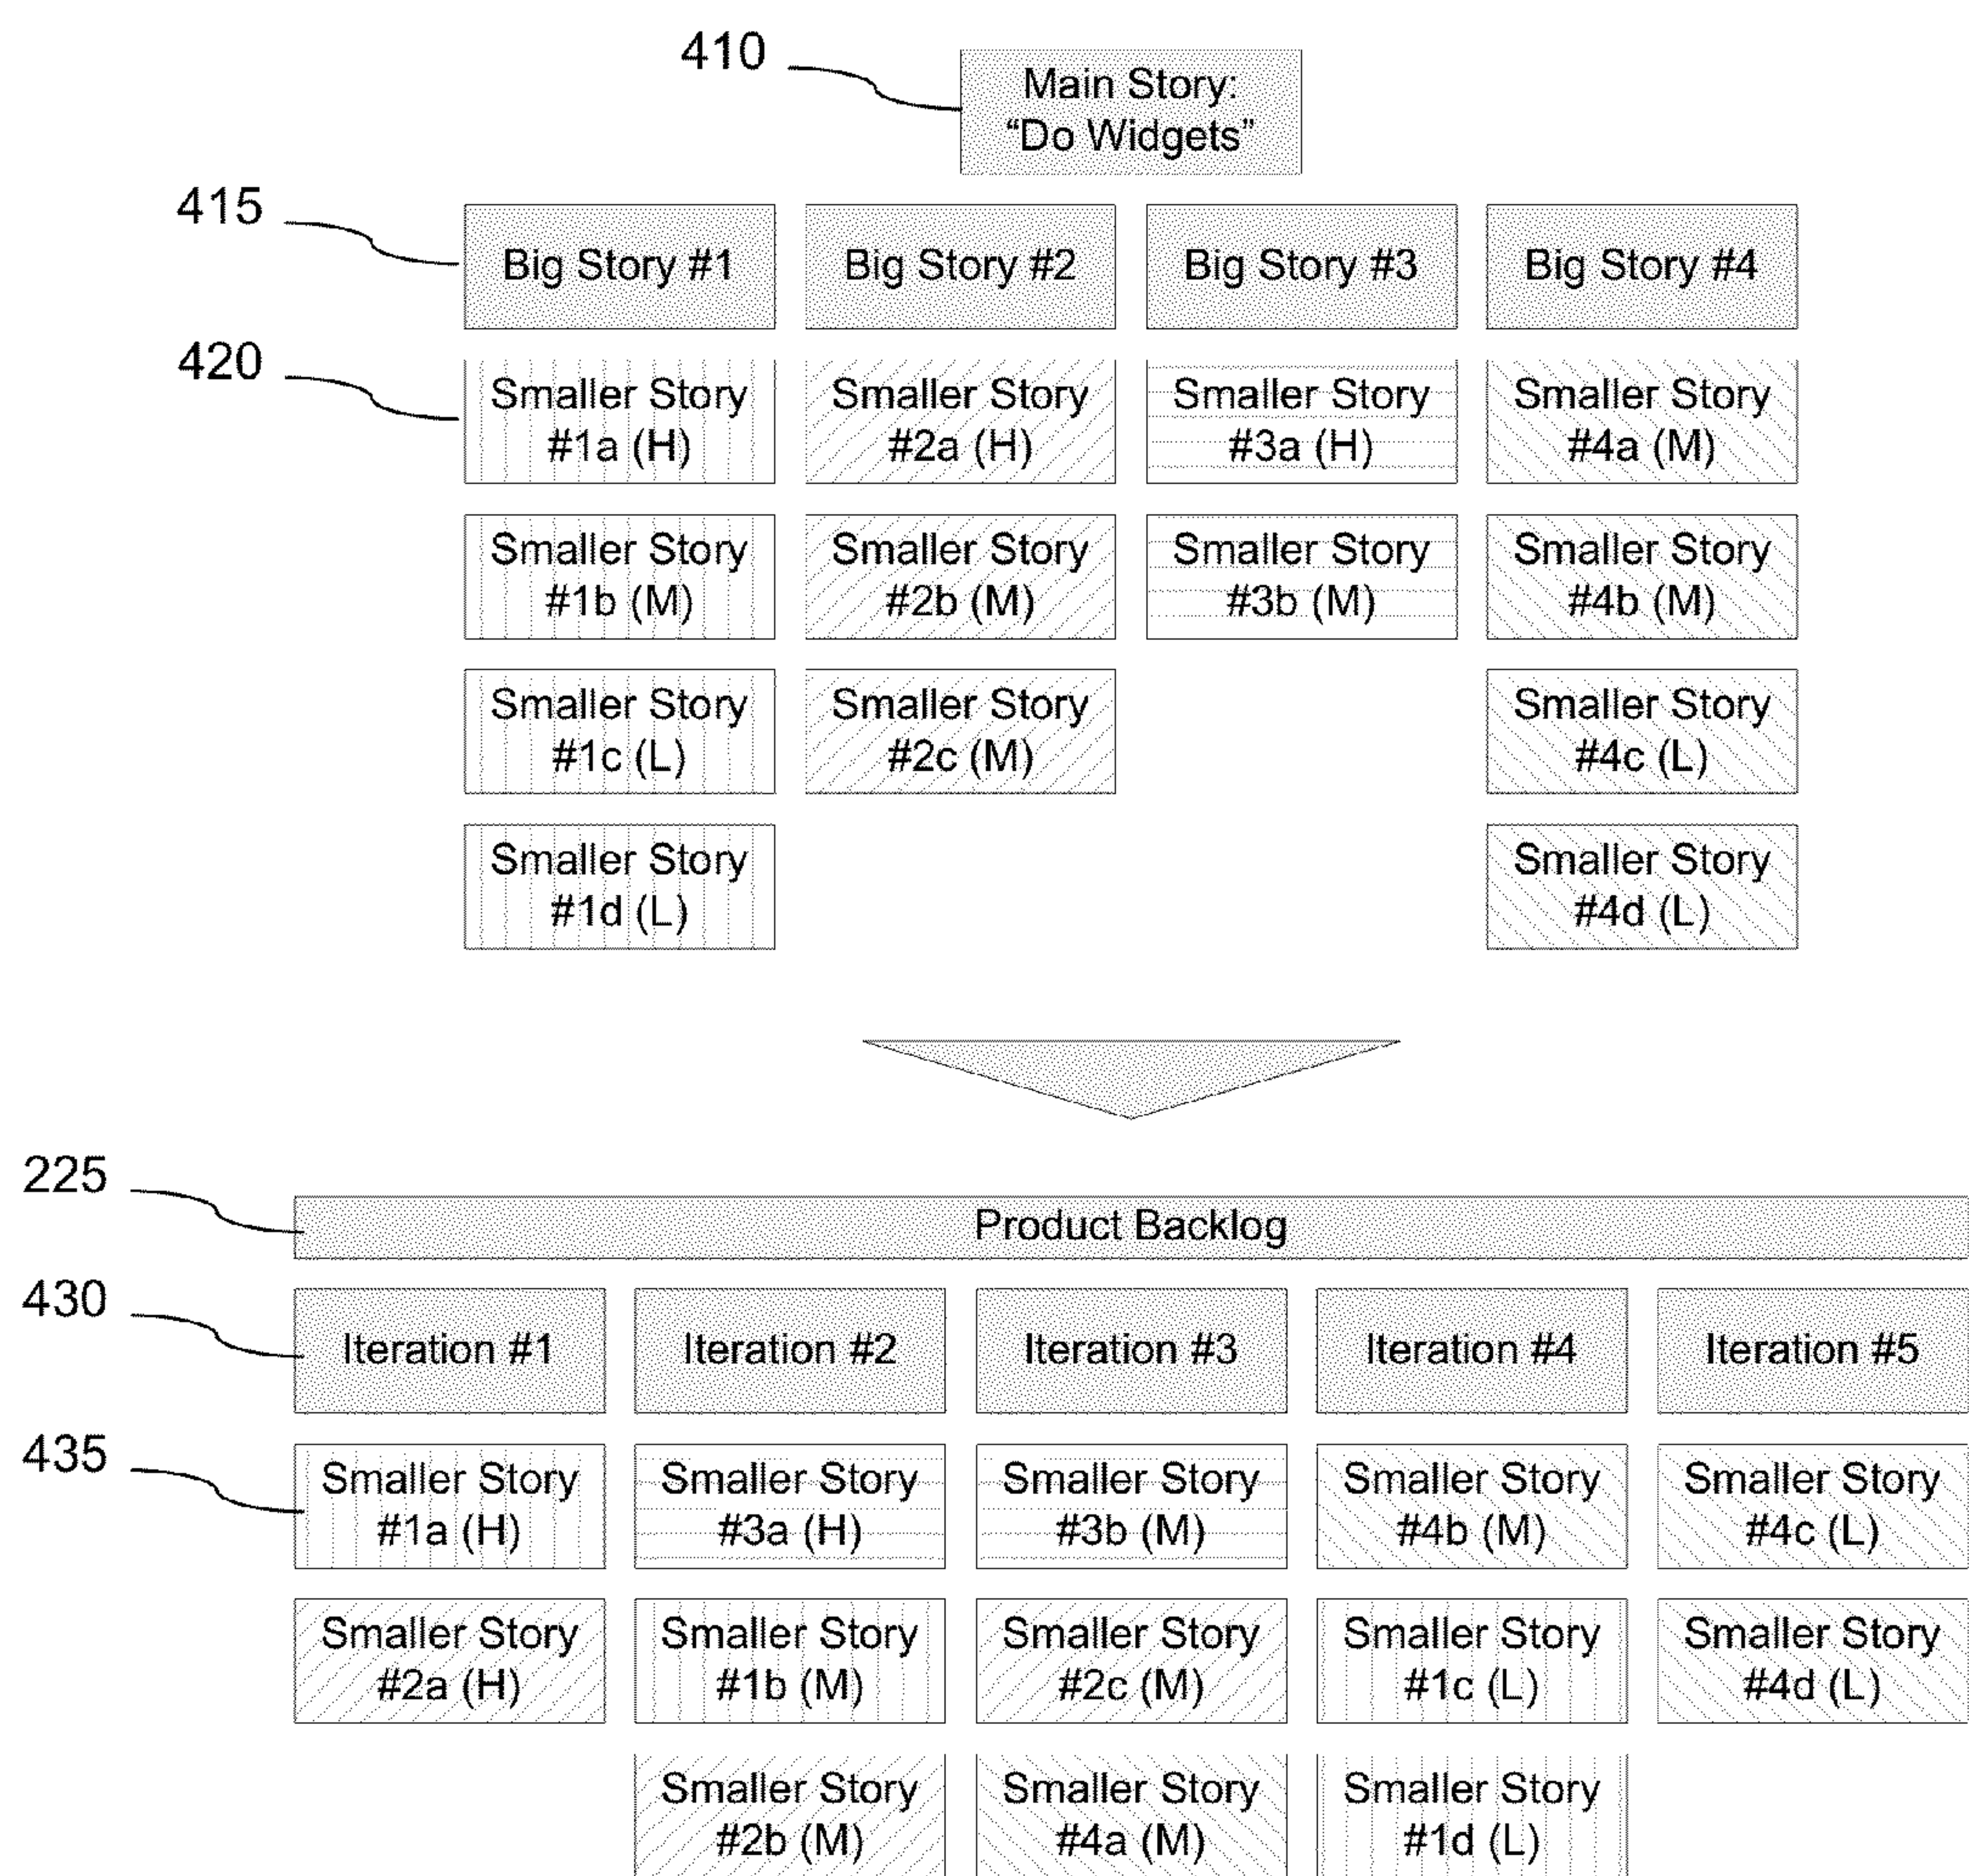 410
Main Story:
“Do Widgets”
415
Big Story #1
Big Story #2
Big Story #3
Big Story #4
420
Smaller Story
#1a (H)
Smaller Story
#2a (H)
Smaller Story
#3a (H)
Smaller Story
#4a (M)
Smaller Story
#1b (M)
Smaller Story
#2b (M)
Smaller Story
#3b (M)
Smaller Story
#4b (M)
Smaller Story
#1c (L)
Smaller Story
#2c (M)
Smaller Story
#4c (L)
Smaller Story
#1d (L)
Smaller Story
#4d (L)
225
Product Backlog
430
Iteration #1
Iteration #2
Iteration #3
Iteration #4
Iteration #5
435
Smaller Story
#1a (H)
Smaller Story
#3a (H)
Smaller Story
#3b (M)
Smaller Story
#4b (M)
Smaller Story
#4c (L)
Smaller Story
#2a (H)
Smaller Story
#1b (M)
Smaller Story
#2c (M)
Smaller Story
#1c (L)
Smaller Story
#4d (L)
Smaller Story
#2b (M)
Smaller Story
#4a (M)
Smaller Story
#1d (L)